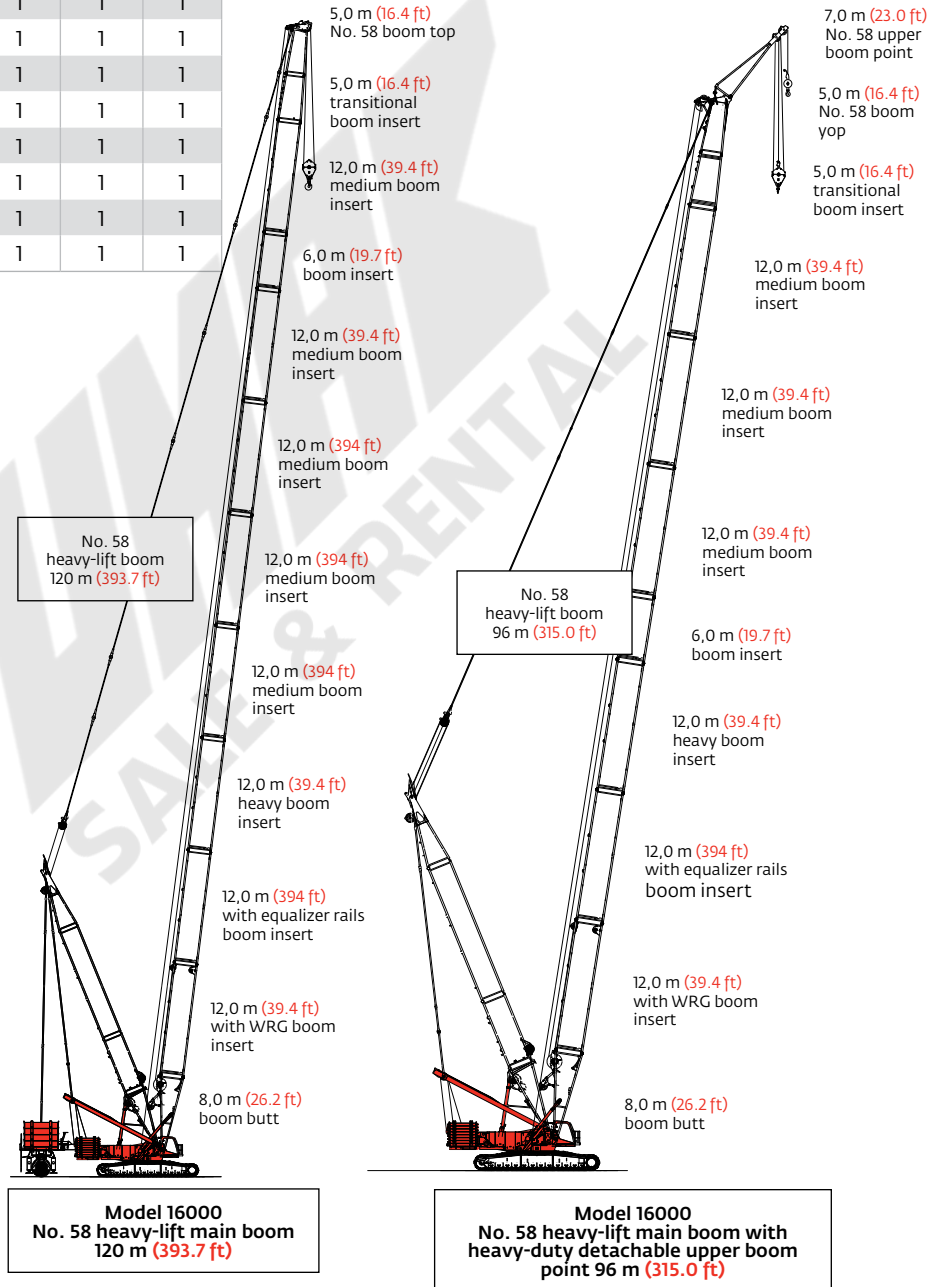 1 1 1
1 1 1
1 1 1
1 1 1
1 1 1
1 1 1
1 1 1
1 1 1
5,0 m (16.4 ft)
No. 58 boom top
5,0 m (16.4 ft)
transitional
boom insert
12,0 m (39.4 ft)
medium boom
insert
6,0 m (19.7 ft)
boom insert
12,0 m (39.4 ft)
medium boom
insert
12,0 m (394 ft)
medium boom
insert
No. 58
heavy-lift boom
120 m (393.7 ft)
12,0 m (394 ft)
medium boom
insert
12,0 m (394 ft)
medium boom
insert
12,0 m (39.4 ft)
heavy boom
insert
12,0 m (394 ft)
with equalizer rails
boom insert
12,0 m (39.4 ft)
with WRG boom
insert
8,0 m (26.2 ft)
boom butt
Model 16000
No. 58 heavy-lift main boom
120 m (393.7 ft)
7,0 m (23.0 ft)
No. 58 upper
boom point
5,0 m (16.4 ft)
No. 58 boom
yop
5,0 m (16.4 ft)
transitional
boom insert
12,0 m (39.4 ft)
medium boom
insert
12,0 m (39.4 ft)
medium boom
insert
12,0 m (39.4 ft)
medium boom
insert
No. 58
heavy-lift boom
96 m (315.0 ft)
6,0 m (19.7 ft)
boom insert
12,0 m (39.4 ft)
heavy boom
insert
12,0 m (394 ft)
with equalizer rails
boom insert
12,0 m (39.4 ft)
with WRG boom
insert
8,0 m (26.2 ft)
boom butt
Model 16000
No. 58 heavy-lift main boom with
heavy-duty detachable upper boom
point 96 m (315.0 ft)
SALE & RENTAL